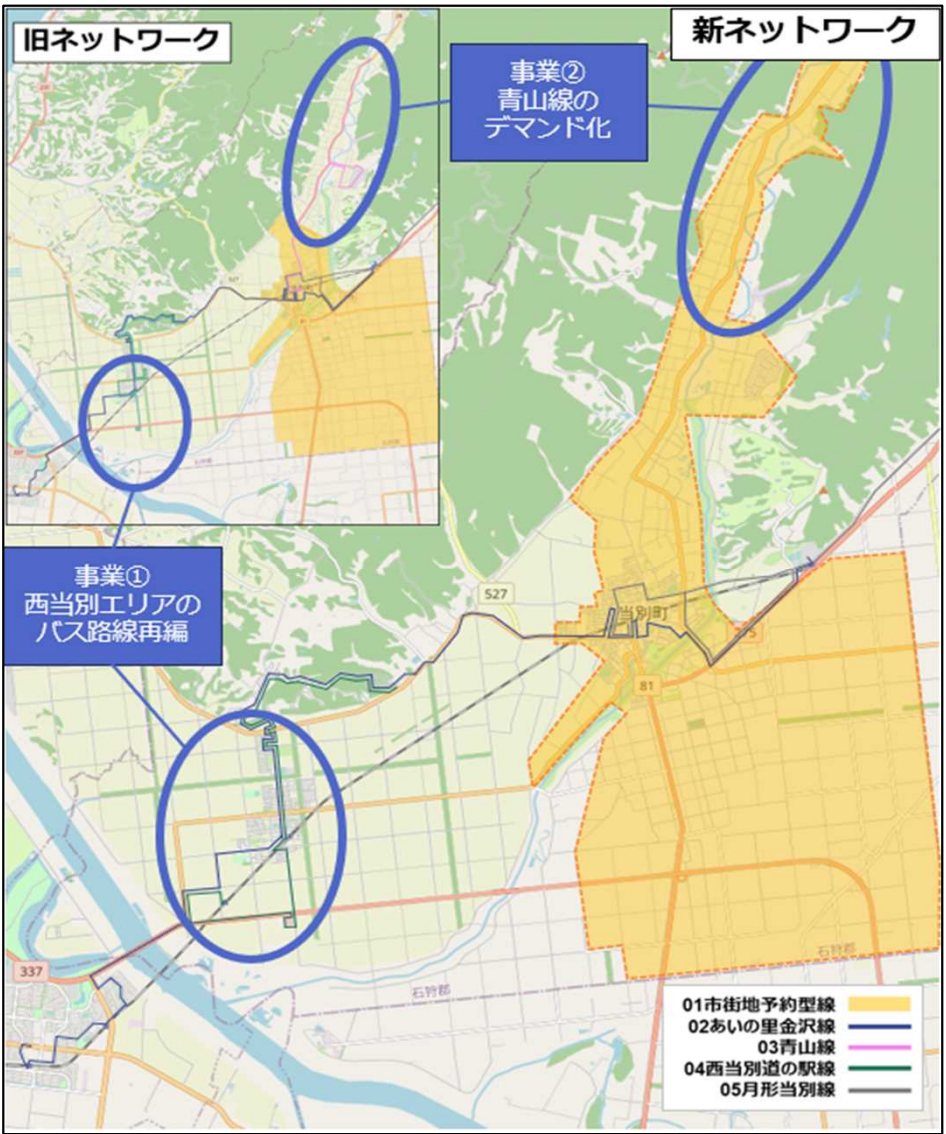 旧ネットワーク
新ネットワーク
事業②
青山線の
デマンド化
事業①
西当別エリアの
バス路線再編
527
527
当別町
81
337
石狩郡
石狩郡
01市街地予約型線
02あいの里金沢線
03青山線
04西当別道の駅線
05月形当別線